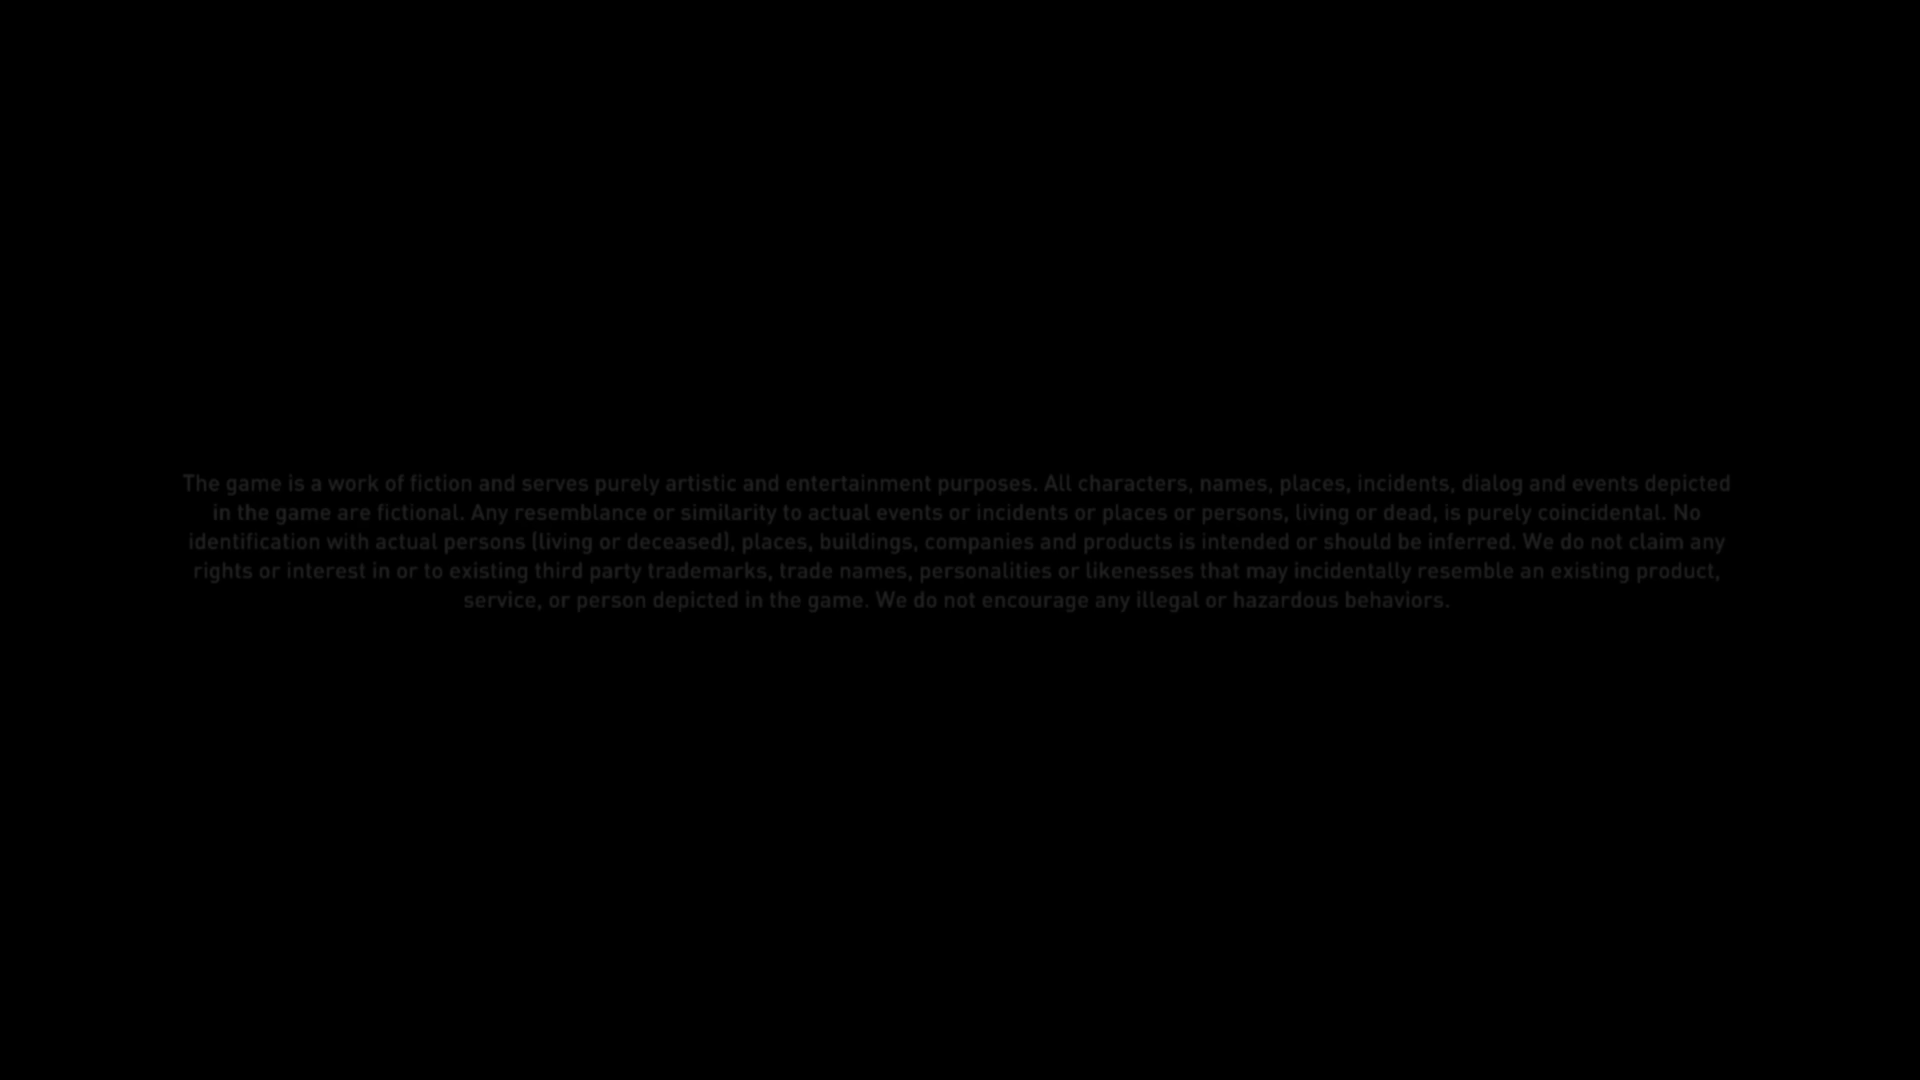 The game is a work of fiction and serves purely artistic and entertainment purposes. All characters, names, places, incidents, dialog and events depicted
in the game are fictional. Any resemblance or similarity to actual events or incidents or places or persons, living or dead, is purely coincidental. No
identification with actual persons (living or deceased), places, buildings, companies and products is intended or should be inferred. We do not claim any
rights or interest in or to existing third party trademarks, trade names, personalities or likenesses that may incidentally resemble an existing product,
service, or person depicted in the game. We do not encourage any illegal or hazardous behaviors.